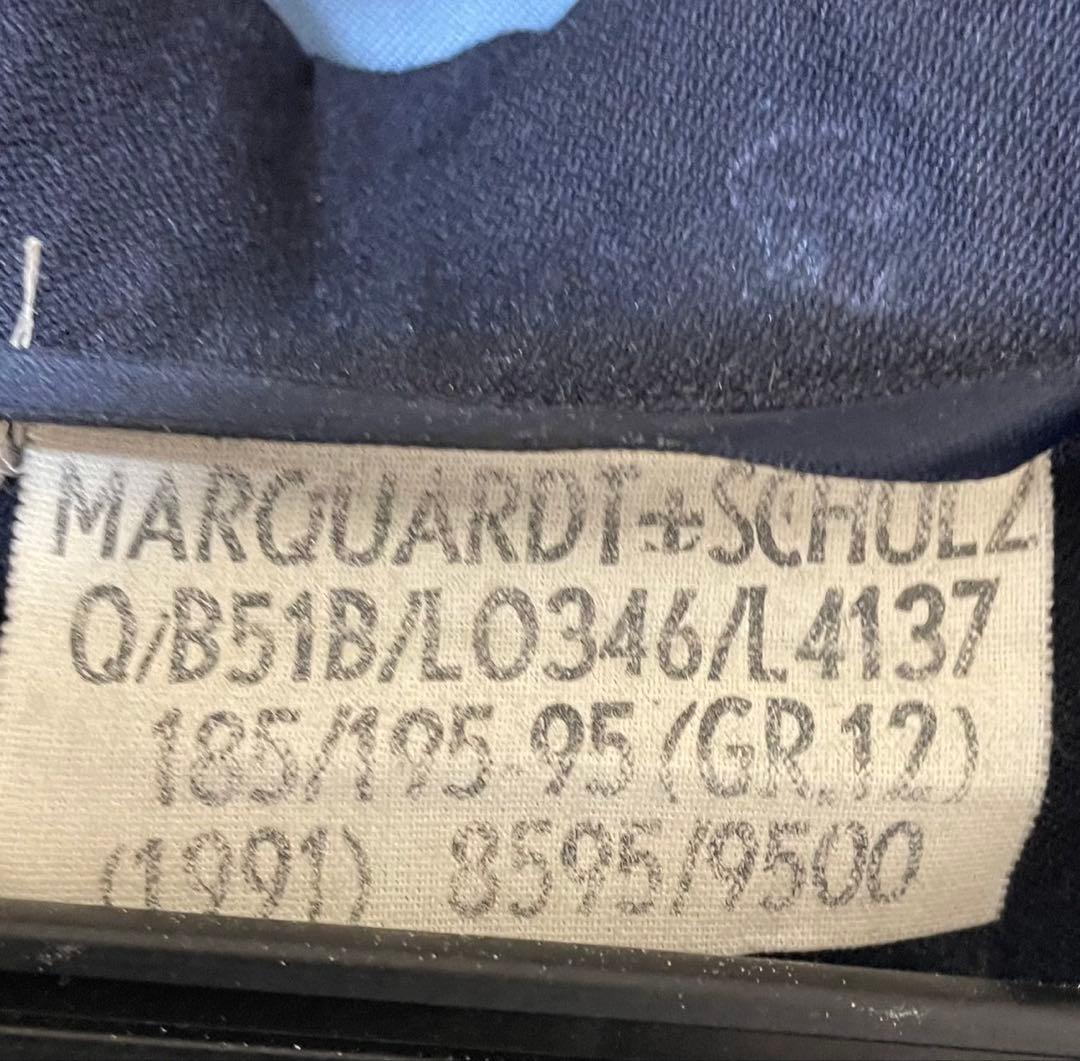 MARQUARDT+SCHULZ
Q/B51B/L0346/L4137
185/195-95(GR.12)
(1991) 8595/9500